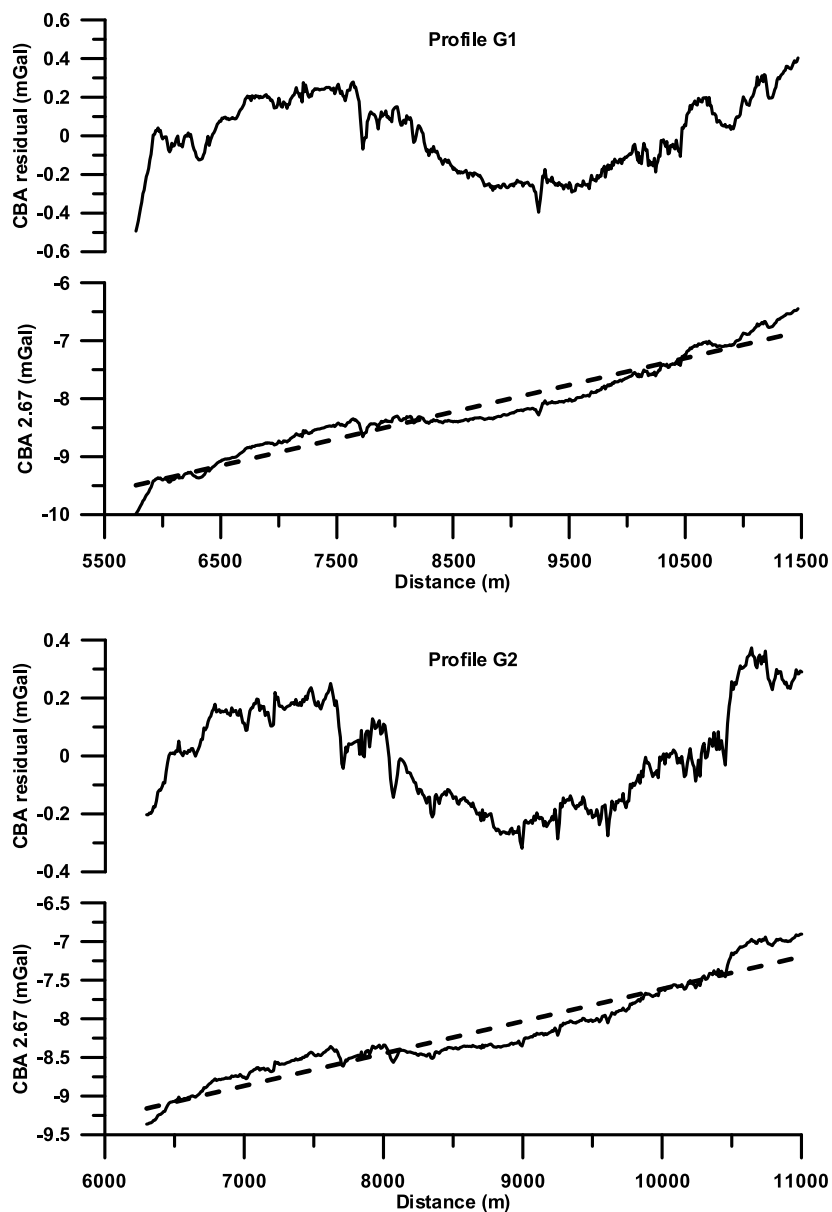 Profile G1
CBA residual (mGal)
0.6
0.4
0.2
0
-0.2
-0.4
-0.6
CBA 2.67 (mGal)
-6
-7
-8
-9
-10
5500 6500 7500 8500 9500 10500 11500
Distance (m)
Profile G2
CBA residual (mGal)
0.4
0.2
0
-0.2
-0.4
CBA 2.67 (mGal)
-6.5
-7
-7.5
-8
-8.5
-9
-9.5
6000 7000 8000 9000 10000 11000
Distance (m)